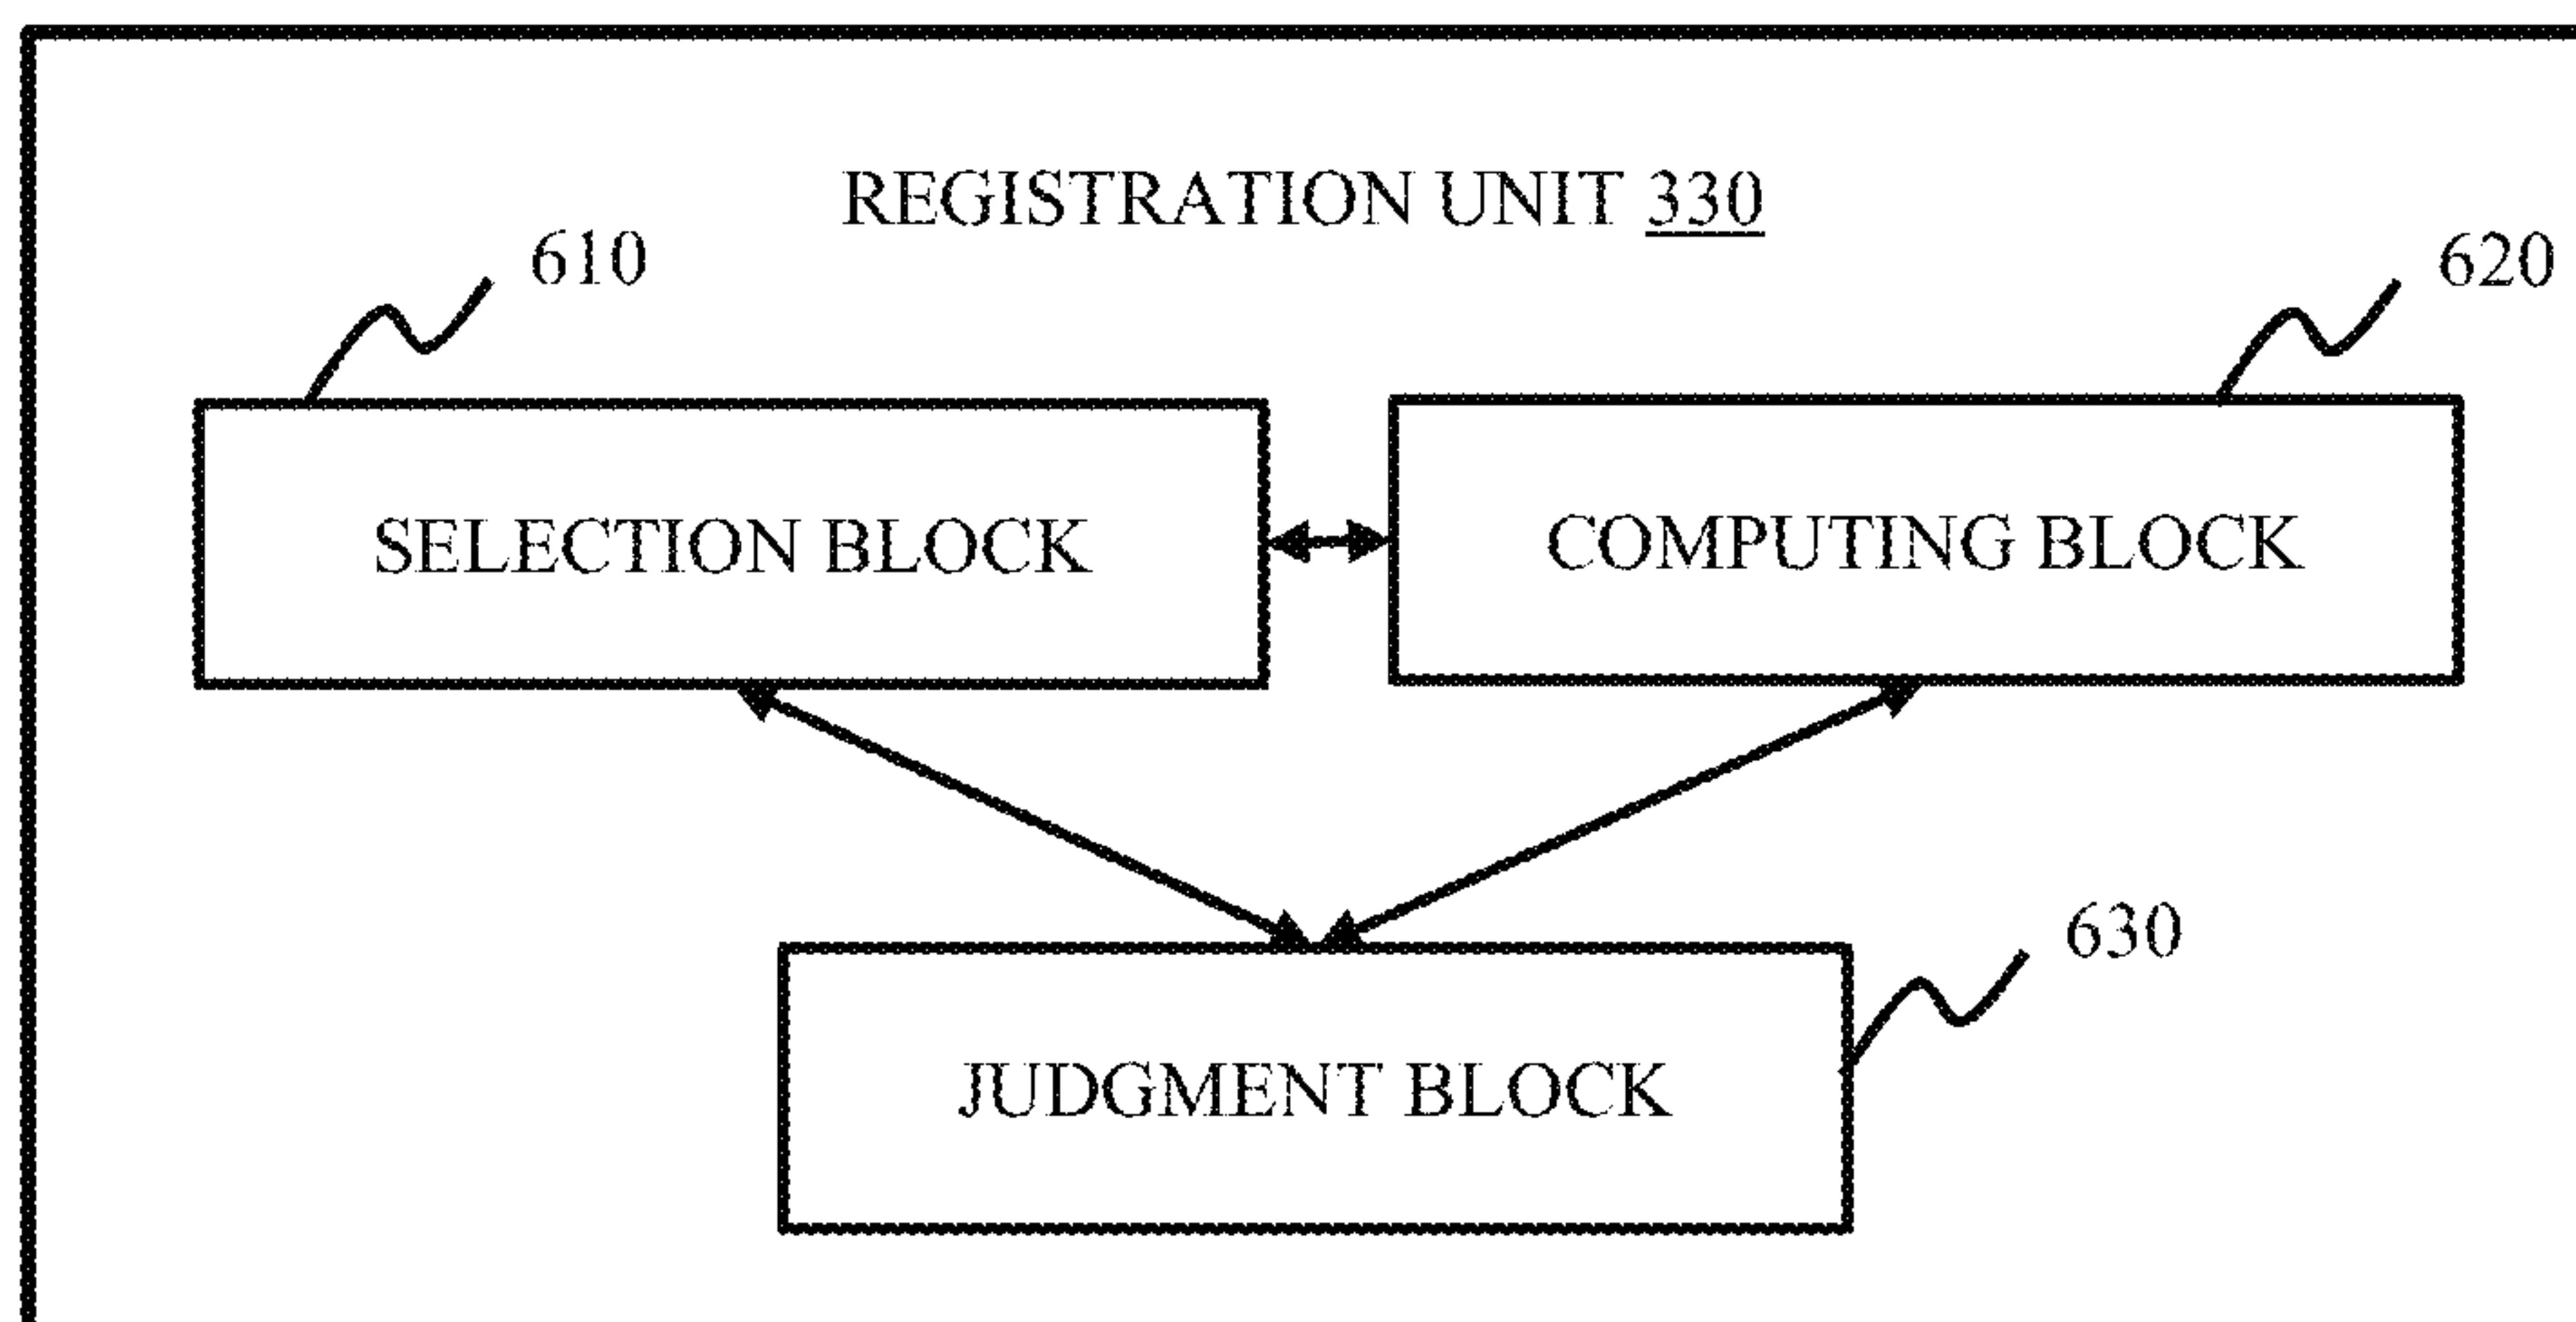 REGISTRATION UNIT 330
610
620
SELECTION BLOCK
COMPUTING BLOCK
630
JUDGMENT BLOCK